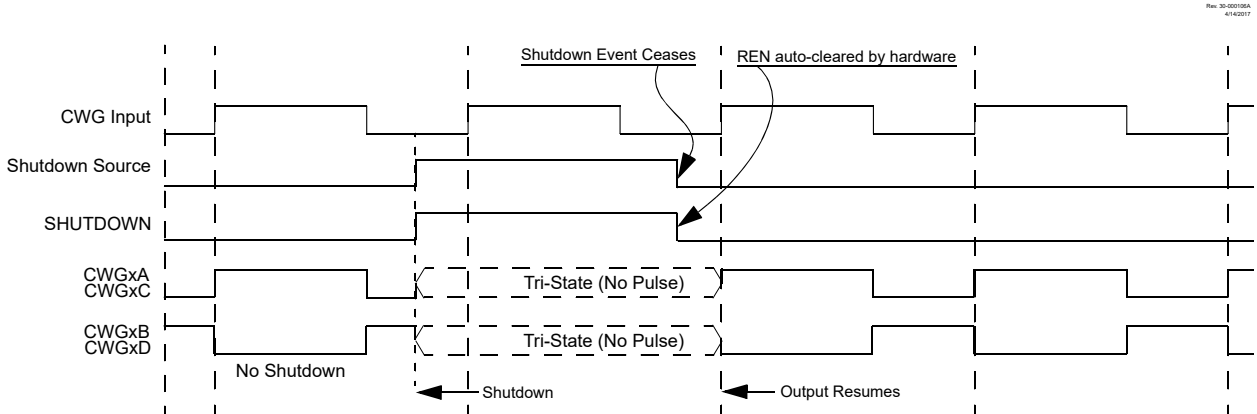 Rev. 30-000106A
4/14/2017
Shutdown Event Ceases
REN auto-cleared by hardware
CWG Input
Shutdown Source
SHUTDOWN
CWGxA
CWGxC
Tri-State (No Pulse)
CWGxB
CWGxD
Tri-State (No Pulse)
No Shutdown
Shutdown
Output Resumes